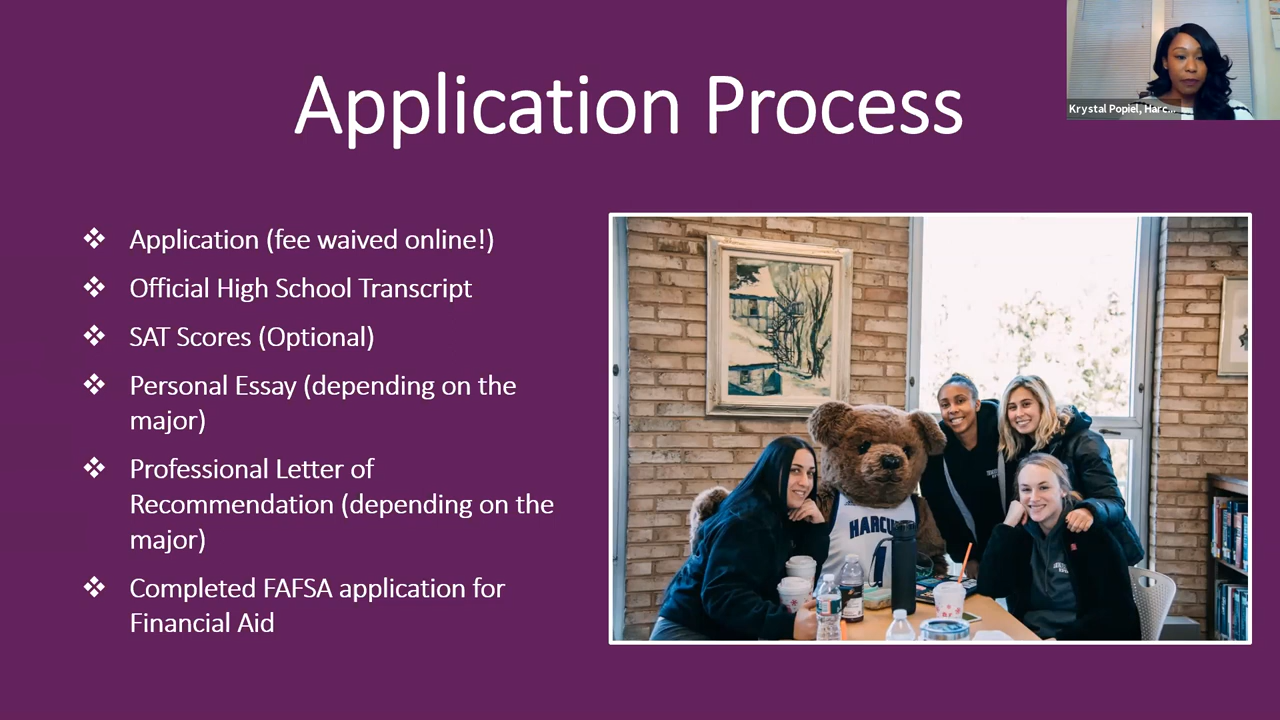 Application Process
Krystal Popiel, Harc...
❖ Application (fee waived online!)
❖ Official High School Transcript
❖ SAT Scores (Optional)
❖ Personal Essay (depending on the
major)
❖ Professional Letter of
Recommendation (depending on the
major)
❖ Completed FAFSA application for
Financial Aid
HARCU
1